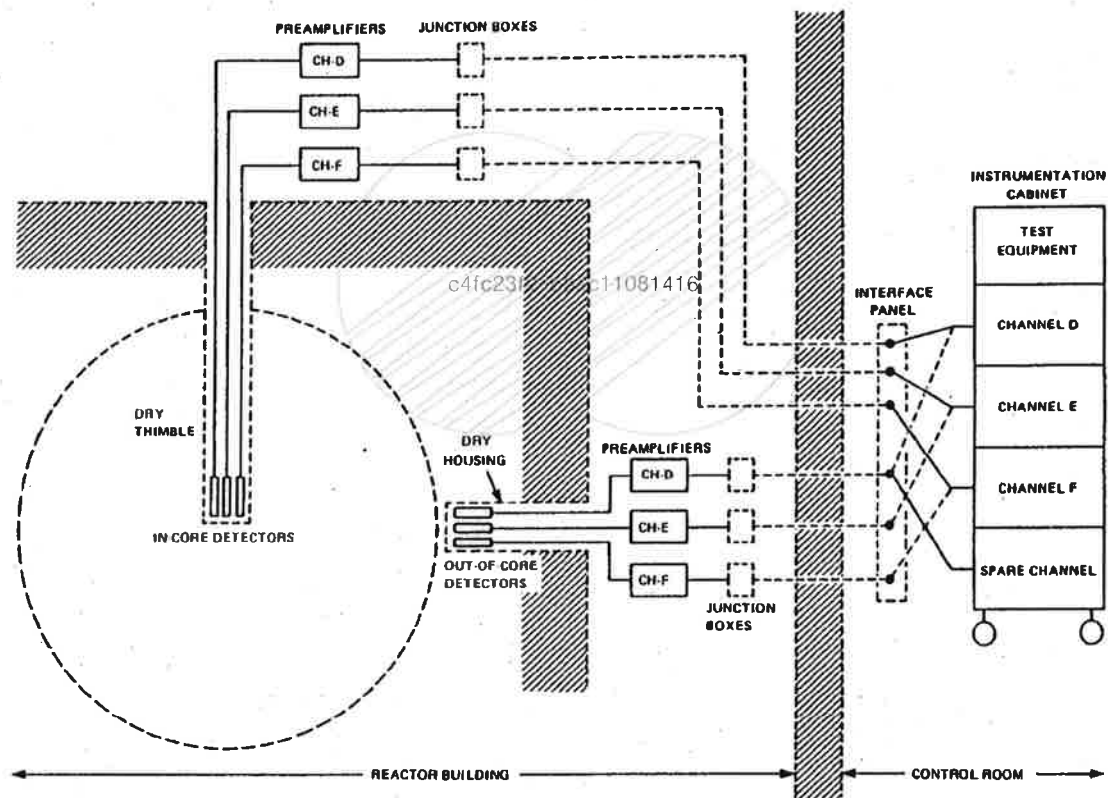 PREAMPLIFIERS
JUNCTION BOXES
CH-D
CH-E
CH-F
INSTRUMENTATION
CABINET
TEST
EQUIPMENT
INTERFACE
PANEL
CHANNEL D
CHANNEL E
CHANNEL F
SPARE CHANNEL
DRY
THIMBLE
IN-CORE DETECTORS
DRY
HOUSING
OUT-OF-CORE
DETECTORS
PREAMPLIFIERS
CH-D
CH-E
CH-F
JUNCTION
BOXES
REACTOR BUILDING
CONTROL ROOM